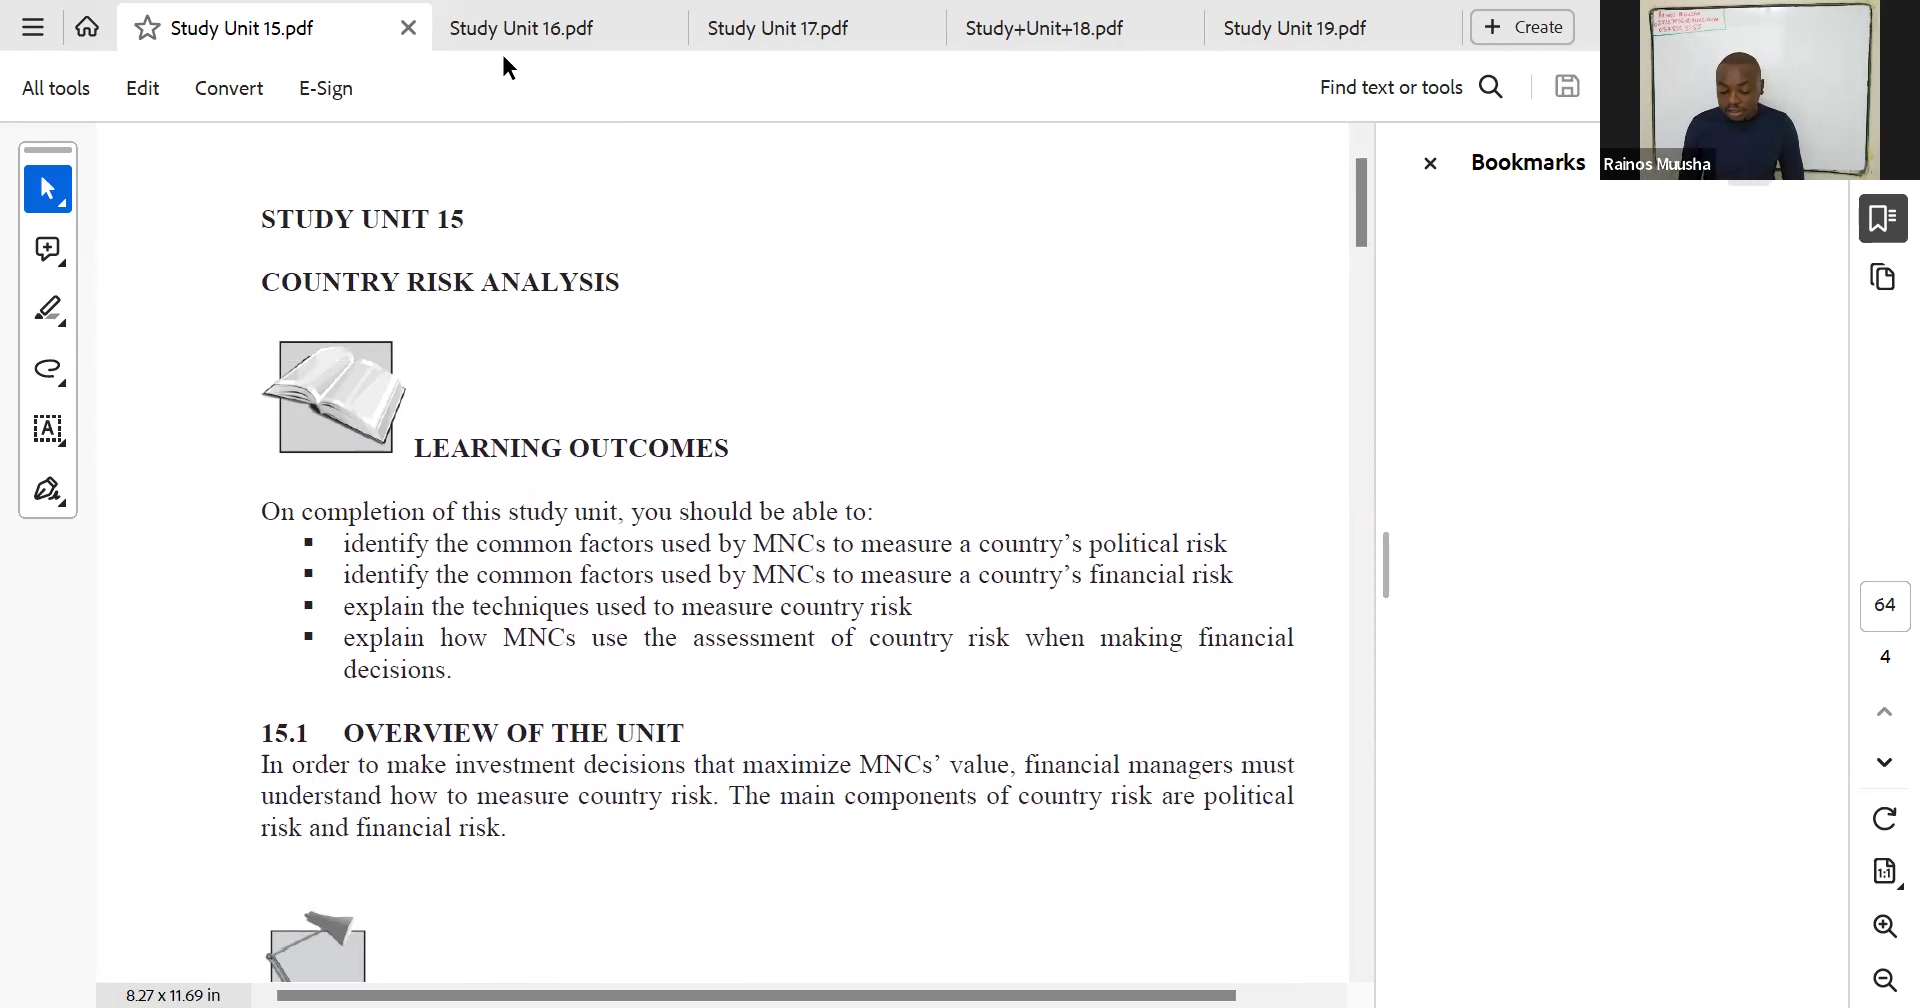 Study Unit 15.pdf
Study Unit 16.pdf
Study Unit 17.pdf
Study+Unit+18.pdf
Study Unit 19.pdf
Create
All tools
Edit
Convert
E-Sign
Find text or tools
Bookmarks
Rainos Muusha
STUDY UNIT 15
COUNTRY RISK ANALYSIS
LEARNING OUTCOMES
On completion of this study unit, you should be able to:
▪ identify the common factors used by MNCs to measure a country’s political risk
▪ identify the common factors used by MNCs to measure a country’s financial risk
▪ explain the techniques used to measure country risk
▪ explain how MNCs use the assessment of country risk when making financial
decisions.
15.1 OVERVIEW OF THE UNIT
In order to make investment decisions that maximize MNCs’ value, financial managers must
understand how to measure country risk. The main components of country risk are political
risk and financial risk.
64
4
1:1
8.27 x 11.69 in